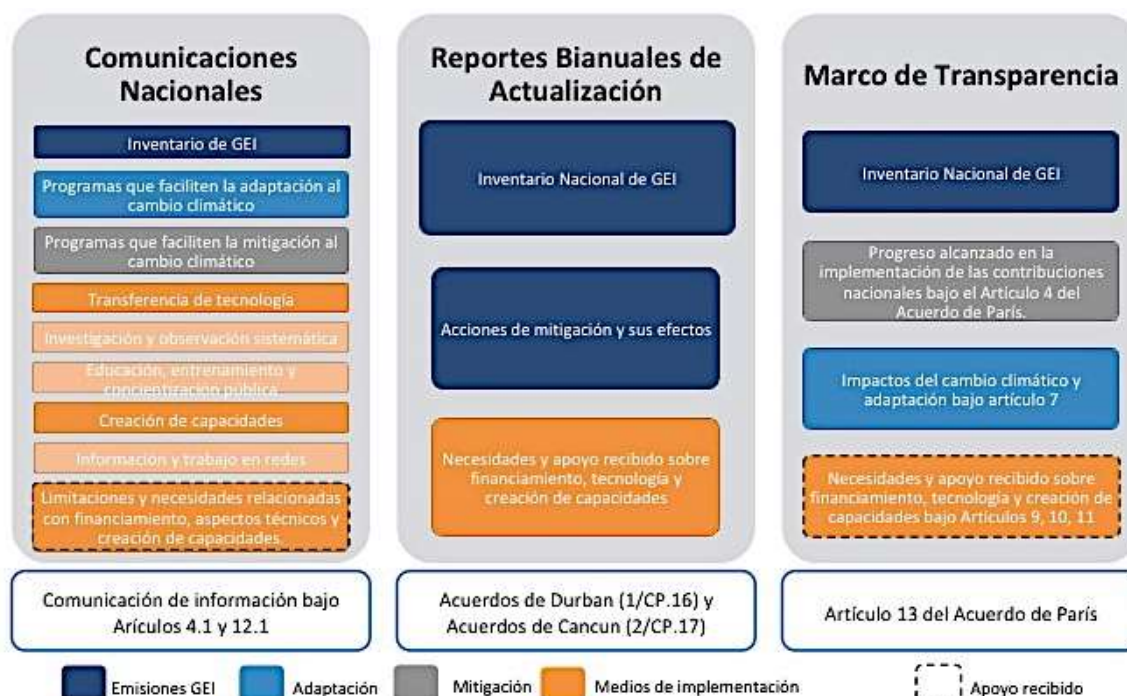 Comunicaciones
Nacionales
Inventario de GEI
Programas que faciliten la adaptación al
cambio climático
Programas que faciliten la mitigación al
cambio climático
Transferencia de tecnología
Investigación y observación sistemática
Educación, entrenamiento y
concientización pública
Creación de capacidades
Información y trabajo en redes
Limitaciones y necesidades relacionadas
con financiamiento, aspectos técnicos y
creación de capacidades
Comunicación de información bajo
Arículos 4.1 y 12.1
Reportes Bianuales de
Actualización
Inventario Nacional de GEI
Acciones de mitigación y sus efectos
Necesidades y apoyo recibido sobre
financiamiento, tecnología y
creación de capacidades
Acuerdos de Durban (1/CP.16) y
Acuerdos de Cancun (2/CP.17)
Marco de Transparencia
Inventario Nacional de GEI
Progreso alcanzado en la
implementación de las contribuciones
nacionales bajo el Artículo 4 del
Acuerdo de París.
Impactos del cambio climático y
adaptación bajo artículo 7
Necesidades y apoyo recibido sobre
financiamiento, tecnología y creación de
capacidades bajo Artículos 9, 10, 11
Artículo 13 del Acuerdo de París
Emisiones GEI
Adaptación
Mitigación
Medios de implementación
Apoyo recibido